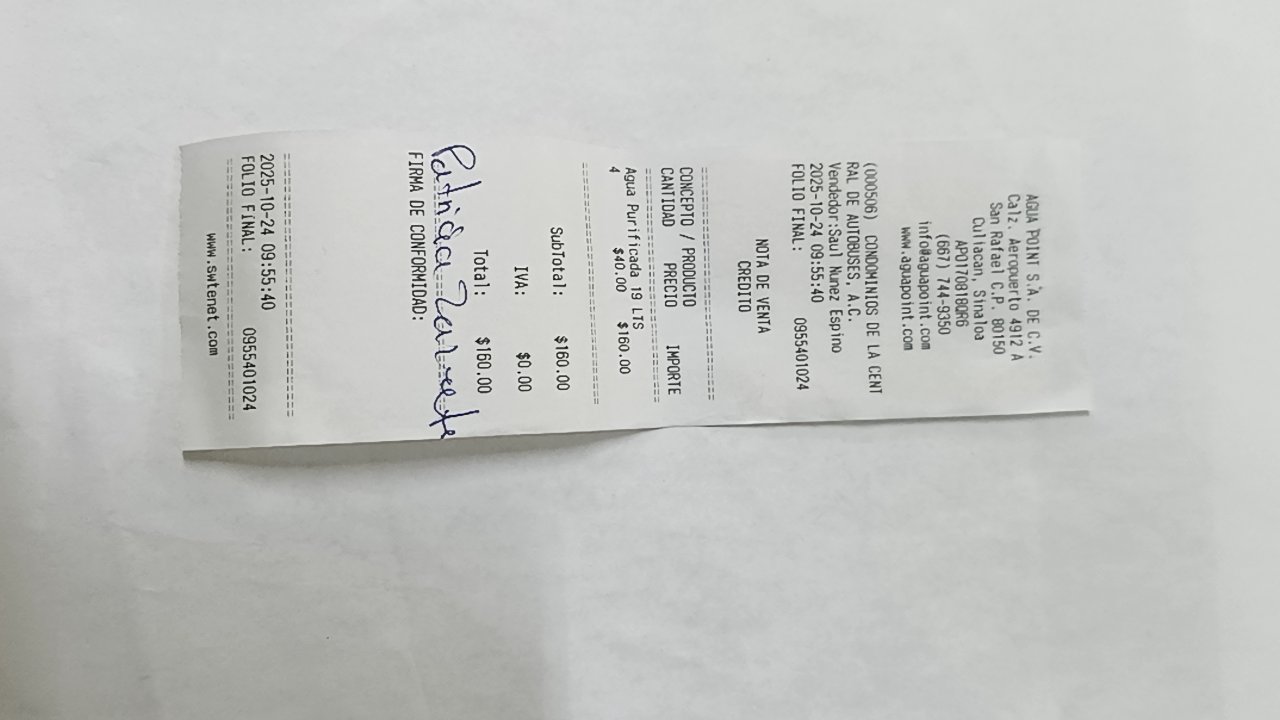 AGUA POINT S.A. DE C.V.
Calz. Aeropuerto 4912 A
San Rafael C.P. 80150
Culiacan, Sinaloa
APO170818QR6
(667) 744-9350
info@aguapoint.com
www.aguapoint.com
(000506) CONDOMINIOS DE LA CENT
RAL DE AUTOBUSES, A.C.
Vendedor:Saul Nunez Espino
2025-10-24 09:55:40
FOLIO FINAL: 0955401024
NOTA DE VENTA
CREDITO
CONCEPTO / PRODUCTO
CANTIDAD PRECIO IMPORTE
Agua Purificada 19 LTS
4 $40.00 $160.00
SubTotal: $160.00
IVA: $0.00
Total: $160.00
Patricia Zarrete
FIRMA DE CONFORMIDAD:
2025-10-24 09:55:40
FOLIO FINAL: 0955401024
www.swtenet.com